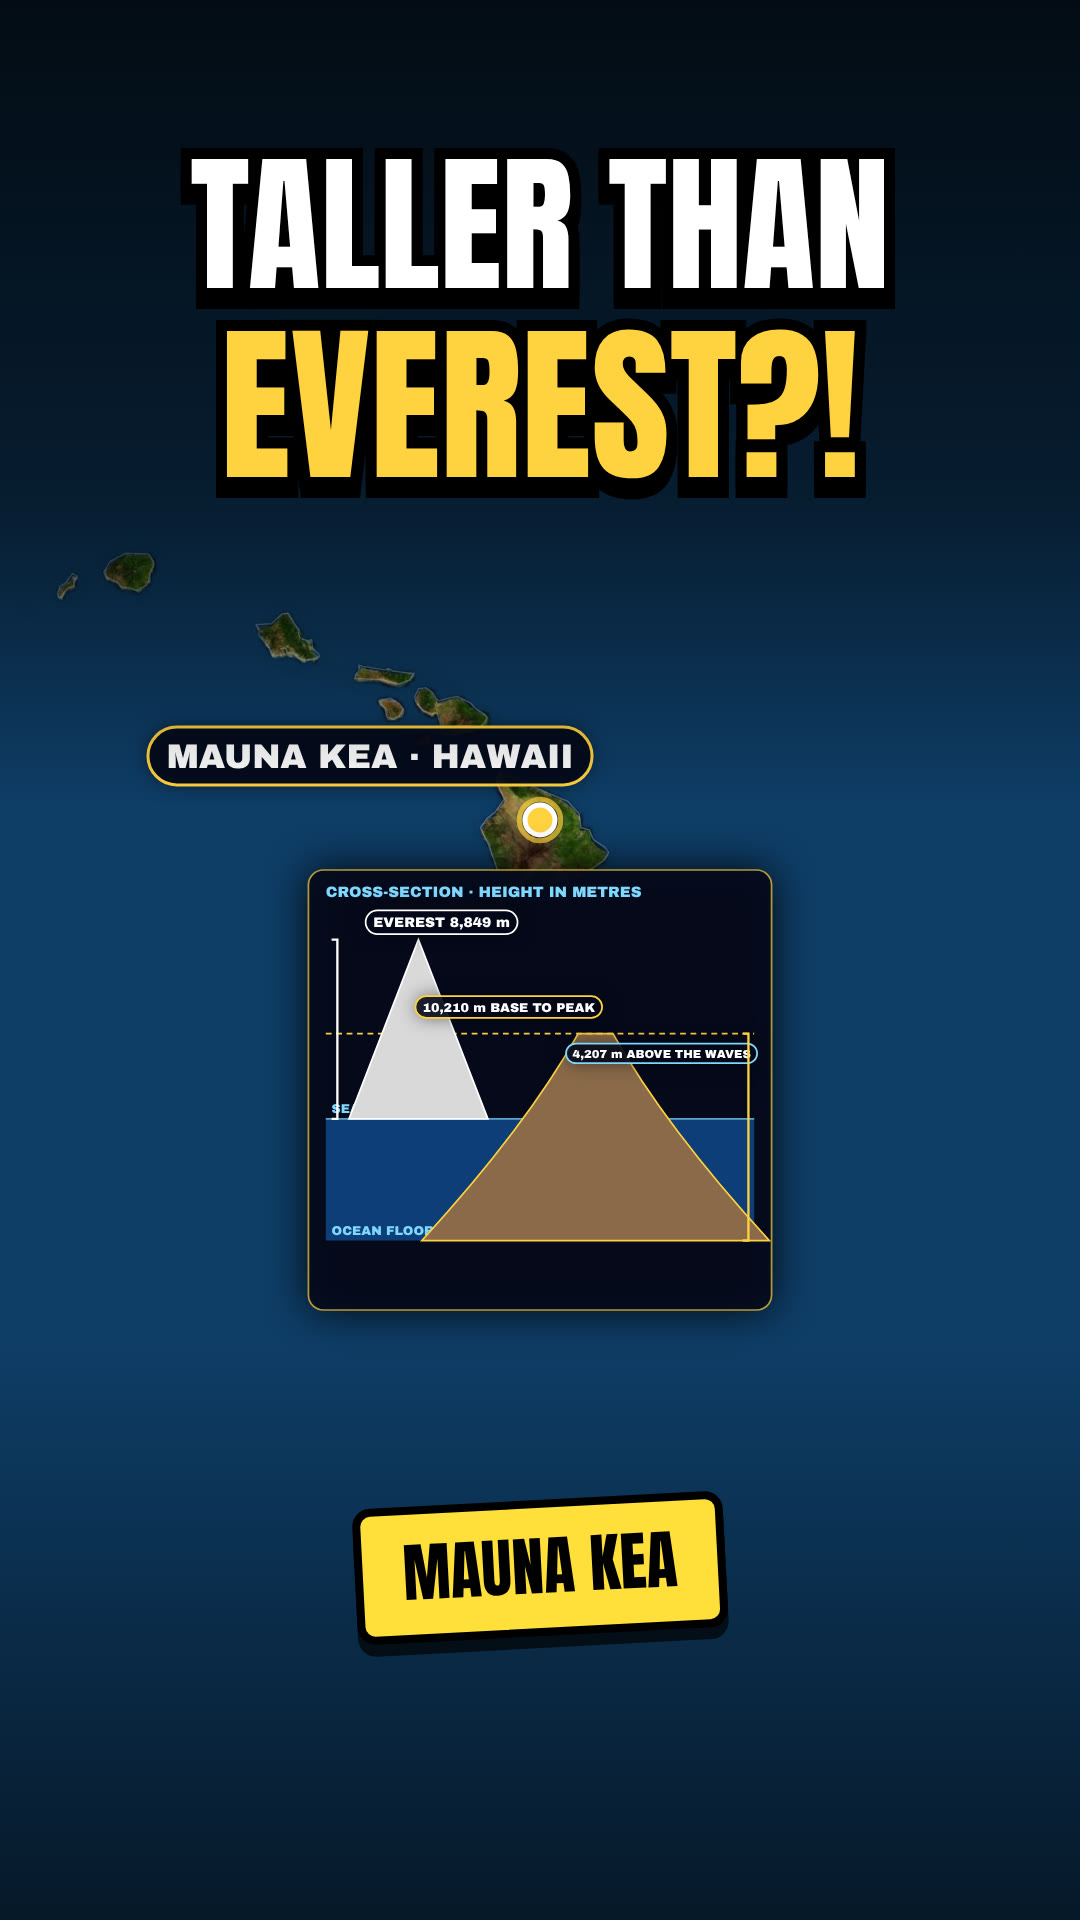 TALLER THAN
EVEREST?!
MAUNA KEA · HAWAII
CROSS-SECTION · HEIGHT IN METRES
EVEREST 8,849 m
10,210 m BASE TO PEAK
4,207 m ABOVE THE WAVES
OCEAN FLOOR
MAUNA KEA